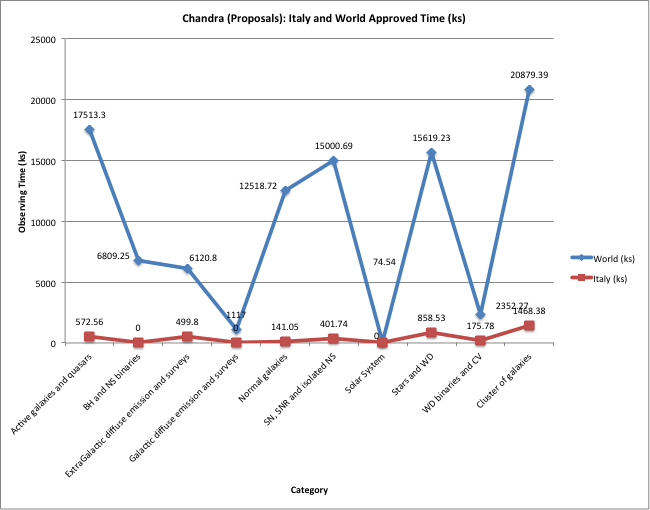 Chandra (Proposals): Italy and World Approved Time (ks)
25000
20000
15000
10000
5000
0
Observing Time (ks)
17513.3
6809.25
6120.8
1117
12518.72
15000.69
74.54
15619.23
2352.27
20879.39
572.56
0
499.8
0
141.05
401.74
0
858.53
175.78
1468.38
World (ks)
Italy (ks)
Active galaxies and quasars
BH and NS binaries
ExtraGalactic diffuse emission and surveys
Galactic diffuse emission and surveys
Normal galaxies
SN, SNR and isolated NS
Solar System
Stars and WD
WD binaries and CV
Cluster of galaxies
Category